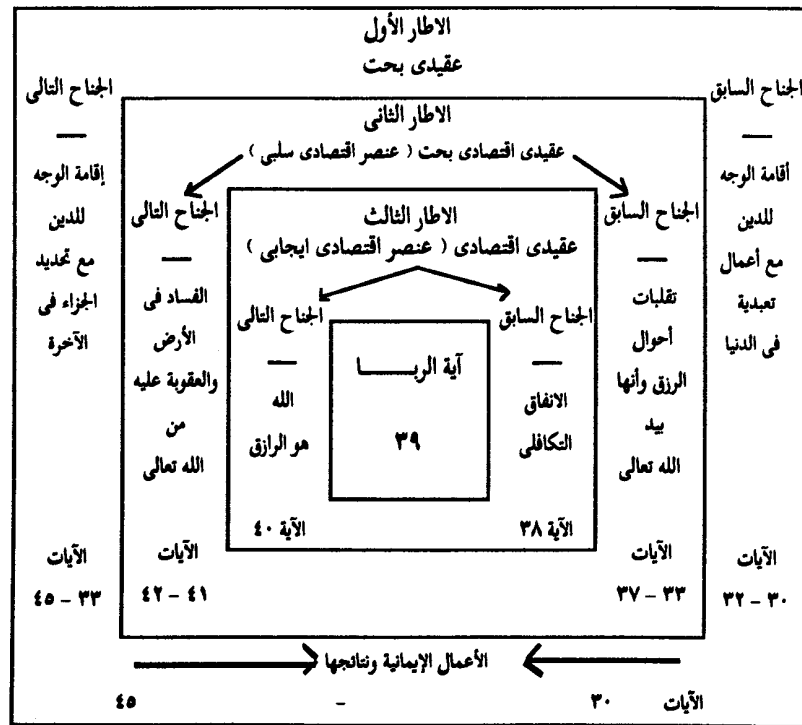 الاطار الأول
عقيدى بحت
الجناح السابق
أقامة الوجه
للدين
مع أعمال
تعبدية
فى الدنيا
الآيات
٣٠ – ٣٢
الجناح التالى
إقامة الوجه
للدين
مع تحديد
الجزاء فى
الآخرة
الآيات
٣٣ – ٤٥
الاطار الثانى
عقيدى اقتصادى بحت ( عنصر اقتصادى سلبى )
الجناح السابق
تقلبات
أحوال
الرزق وأنها
بيد
الله تعالى
الآيات
٣٣ – ٣٧
الجناح التالى
الفساد فى
الأرض
والعقوبة عليه
من
الله تعالى
الآيات
٤١ – ٤٢
الاطار الثالث
عقيدى اقتصادى ( عنصر اقتصادى ايجابى )
الجناح السابق
الانفاق
التكافلى
الآية ٣٨
الجناح التالى
الله
هو الرازق
الآية ٤٠
آية الربـــا
٣٩
الأعمال الإيمانية ونتائجها
الآيات ٣٠ – ٤٥